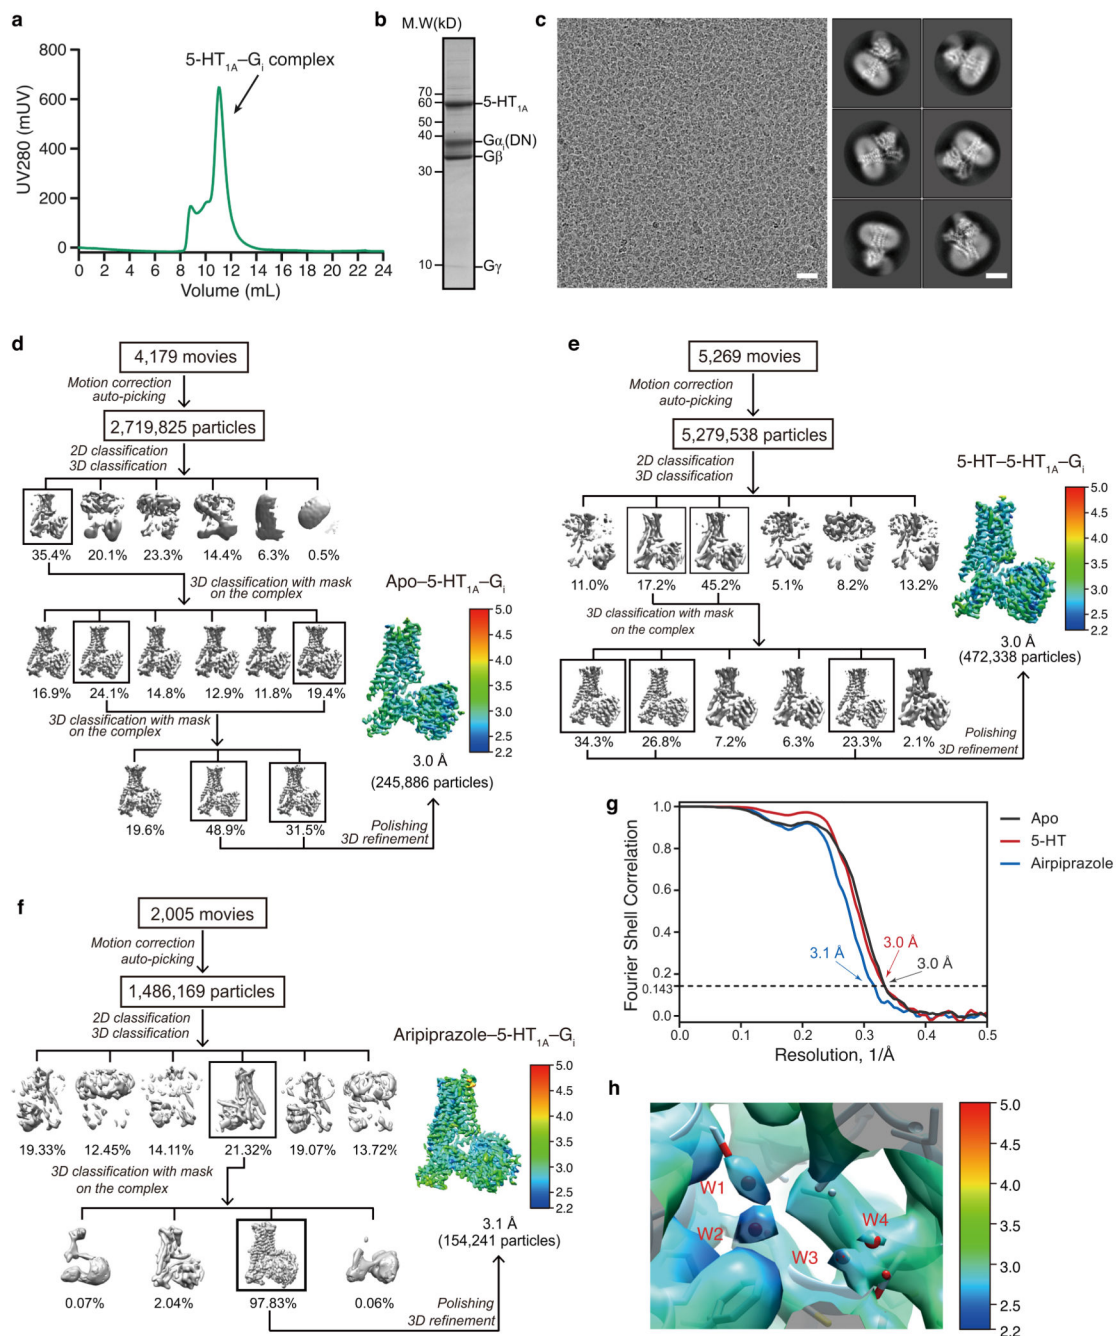 a
800
600
400
200
0
UV280 (mUV)
5-HT1A–Gi complex
0 2 4 6 8 10 12 14 16 18 20 22 24
Volume (mL)
b
M.W(kD)
70
60
50
40
30
10
5-HT1A
Gαi(DN)
Gβ
Gγ
c
d
4,179 movies
Motion correction
auto-picking
2,719,825 particles
2D classification
3D classification
35.4% 20.1% 23.3% 14.4% 6.3% 0.5%
3D classification with mask
on the complex
16.9% 24.1% 14.8% 12.9% 11.8% 19.4%
3D classification with mask
on the complex
19.6% 48.9% 31.5%
Polishing
3D refinement
Apo–5-HT1A–Gi
5.0
4.5
4.0
3.5
3.0
2.5
2.2
3.0 Å
(245,886 particles)
e
5,269 movies
Motion correction
auto-picking
5,279,538 particles
2D classification
3D classification
11.0% 17.2% 45.2% 5.1% 8.2% 13.2%
3D classification with mask
on the complex
34.3% 26.8% 7.2% 6.3% 23.3% 2.1%
Polishing
3D refinement
5-HT–5-HT1A–Gi
5.0
4.5
4.0
3.5
3.0
2.5
2.2
3.0 Å
(472,338 particles)
f
2,005 movies
Motion correction
auto-picking
1,486,169 particles
2D classification
3D classification
19.33% 12.45% 14.11% 21.32% 19.07% 13.72%
3D classification with mask
on the complex
0.07% 2.04% 97.83% 0.06%
Polishing
3D refinement
Aripiprazole–5-HT1A–Gi
5.0
4.5
4.0
3.5
3.0
2.5
2.2
3.1 Å
(154,241 particles)
g
1.0
0.8
0.6
0.4
0.2
0.143
0.0
Fourier Shell Correlation
0.0 0.1 0.2 0.3 0.4 0.5
Resolution, 1/Å
3.1 Å
3.0 Å
3.0 Å
Apo
5-HT
Airpiprazole
h
W1
W2
W3
W4
5.0
4.5
4.0
3.5
3.0
2.5
2.2